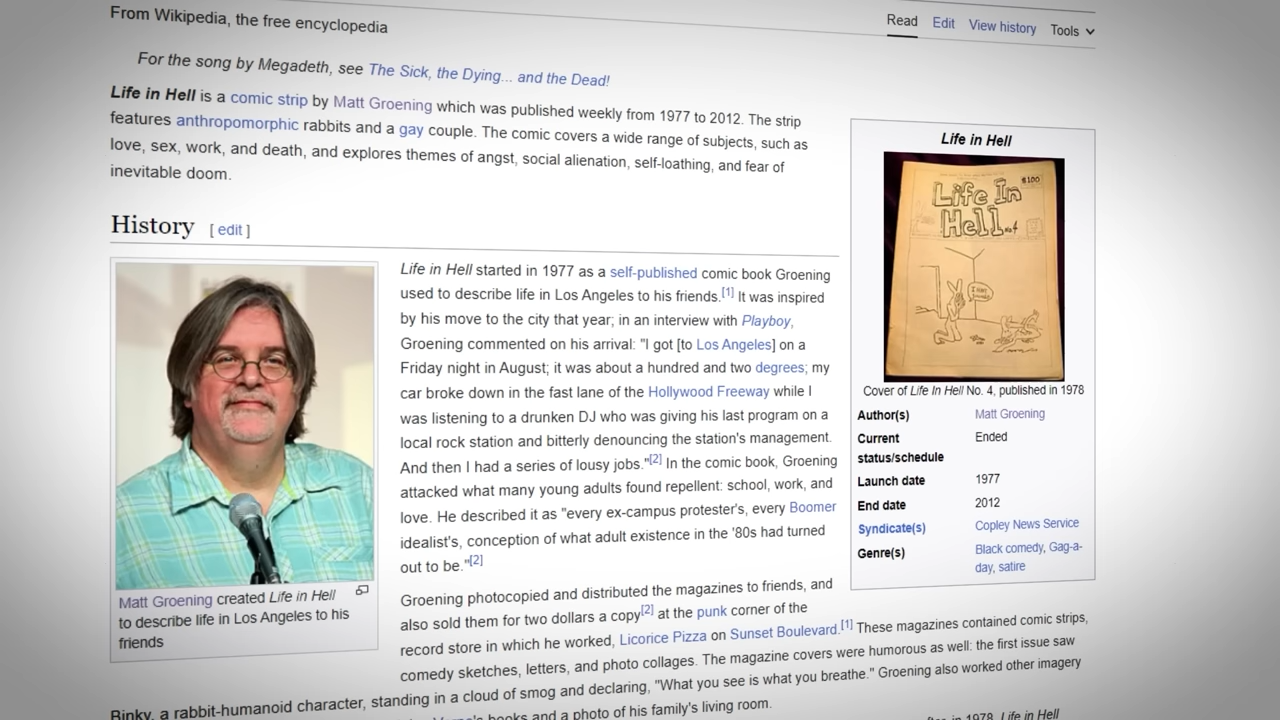 From Wikipedia, the free encyclopedia
Read Edit View history Tools
For the song by Megadeth, see The Sick, the Dying... and the Dead!
Life in Hell is a comic strip by Matt Groening which was published weekly from 1977 to 2012. The strip
features anthropomorphic rabbits and a gay couple. The comic covers a wide range of subjects, such as
love, sex, work, and death, and explores themes of angst, social alienation, self-loathing, and fear of
inevitable doom.
History [ edit ]
Matt Groening created Life in Hell
to describe life in Los Angeles to his
friends
Life in Hell started in 1977 as a self-published comic book Groening
used to describe life in Los Angeles to his friends.[1] It was inspired
by his move to the city that year; in an interview with Playboy,
Groening commented on his arrival: "I got [to Los Angeles] on a
Friday night in August; it was about a hundred and two degrees; my
car broke down in the fast lane of the Hollywood Freeway while I
was listening to a drunken DJ who was giving his last program on a
local rock station and bitterly denouncing the station's management.
And then I had a series of lousy jobs."[2] In the comic book, Groening
attacked what many young adults found repellent: school, work, and
love. He described it as "every ex-campus protester's, every Boomer
idealist's, conception of what adult existence in the '80s had turned
out to be."[2]
Groening photocopied and distributed the magazines to friends, and
also sold them for two dollars a copy[2] at the punk corner of the
record store in which he worked, Licorice Pizza on Sunset Boulevard.[1] These magazines contained comic strips,
comedy sketches, letters, and photo collages. The magazine covers were humorous as well: the first issue saw
Binky, a rabbit-humanoid character, standing in a cloud of smog and declaring, "What you see is what you breathe." Groening also worked other imagery
books and a photo of his family's living room.
in 1978, Life in Hell
Life in Hell
$1.00
Life In
Hell no.4
Cover of Life In Hell No. 4, published in 1978
Author(s) Matt Groening
Current Ended
status/schedule
Launch date 1977
End date 2012
Syndicate(s) Copley News Service
Genre(s) Black comedy, Gag-a-
day, satire